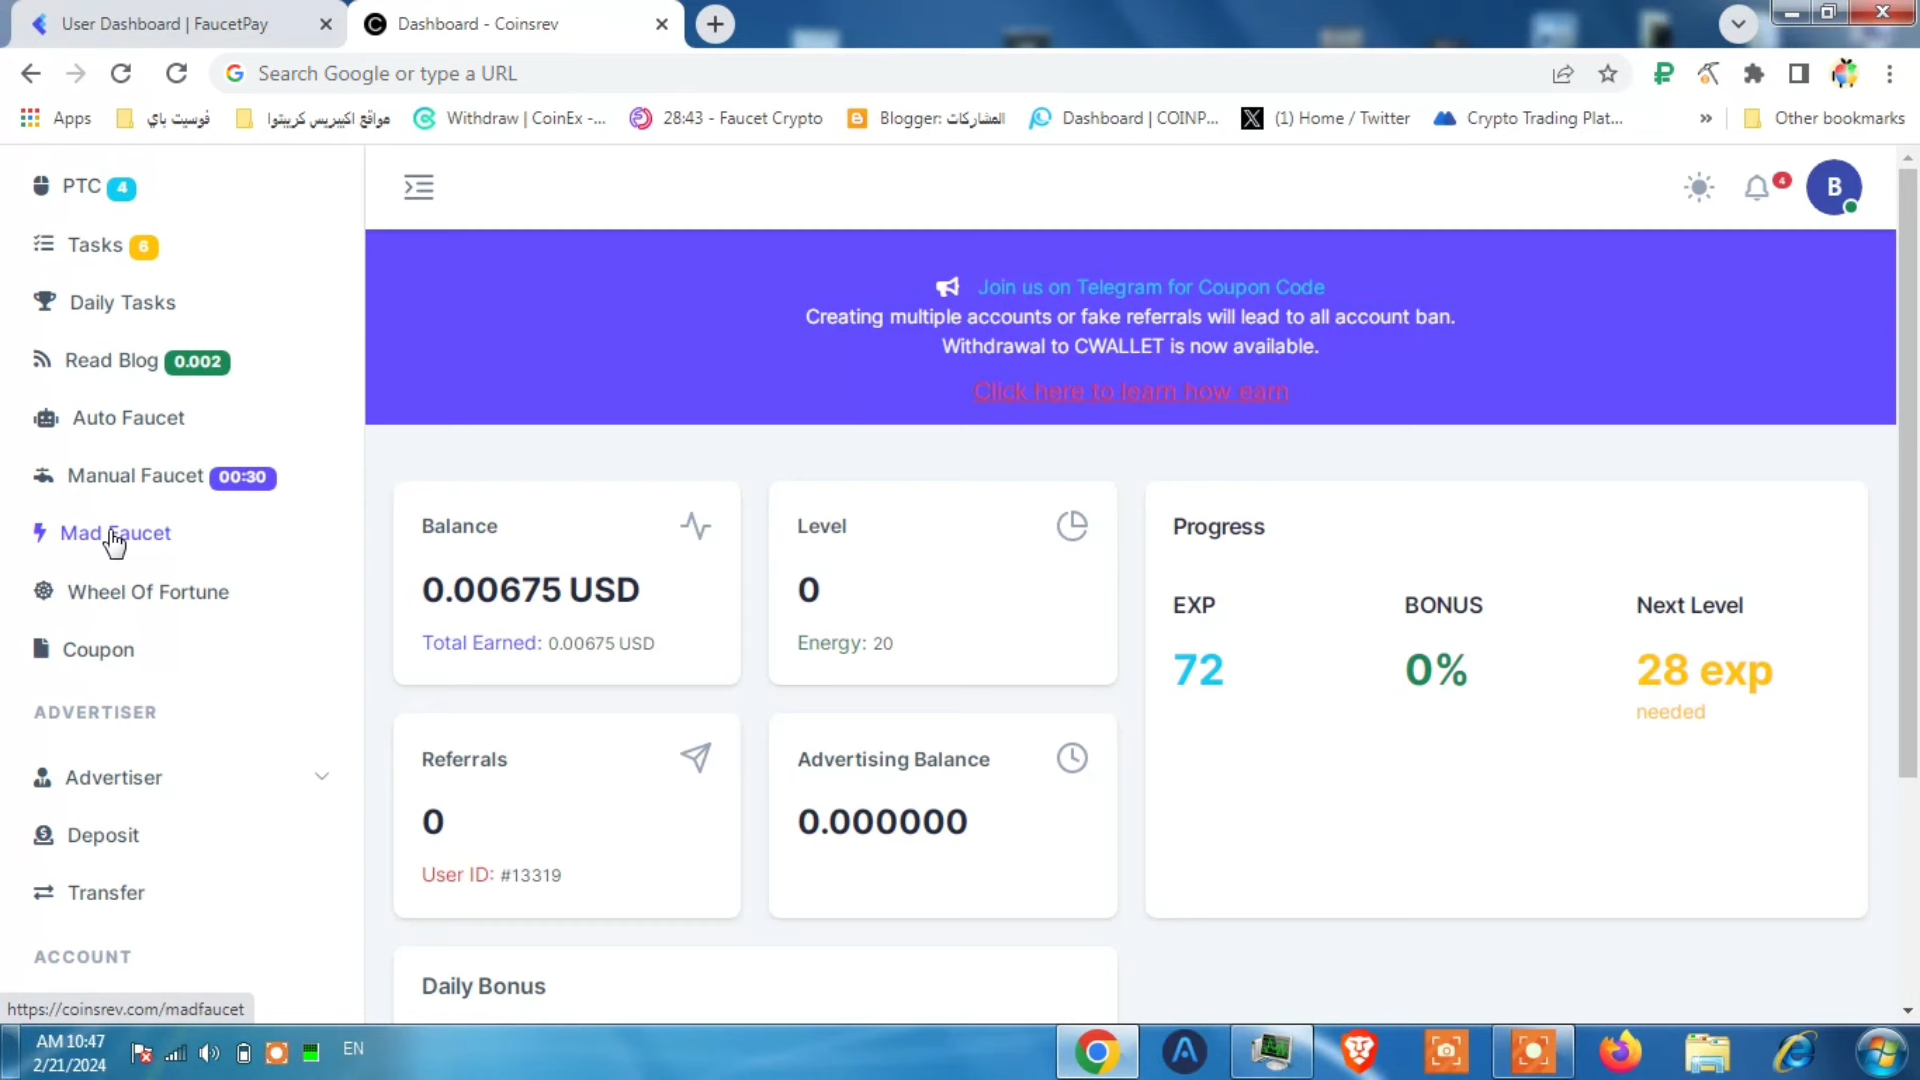 User Dashboard | FaucetPay
Dashboard - Coinsrev
Search Google or type a URL
Apps
فوسيت باي
مواقع اكبيريس كريبتوا
Withdraw | CoinEx -...
28:43 - Faucet Crypto
Blogger: المشاركات
Dashboard | COINP...
(1) Home / Twitter
Crypto Trading Plat...
»
Other bookmarks
PTC 4
Tasks 6
Daily Tasks
Read Blog 0.002
Auto Faucet
Manual Faucet 00:30
Mad Faucet
Wheel Of Fortune
Coupon
ADVERTISER
Advertiser
Deposit
Transfer
ACCOUNT
https://coinsrev.com/madfaucet
4
B
Join us on Telegram for Coupon Code
Creating multiple accounts or fake referrals will lead to all account ban.
Withdrawal to CWALLET is now available.
Click here to learn how earn
Balance
0.00675 USD
Total Earned: 0.00675 USD
Level
0
Energy: 20
Progress
EXP
72
BONUS
0%
Next Level
28 exp
needed
Referrals
0
User ID: #13319
Advertising Balance
0.000000
Daily Bonus
AM 10:47
2/21/2024
EN